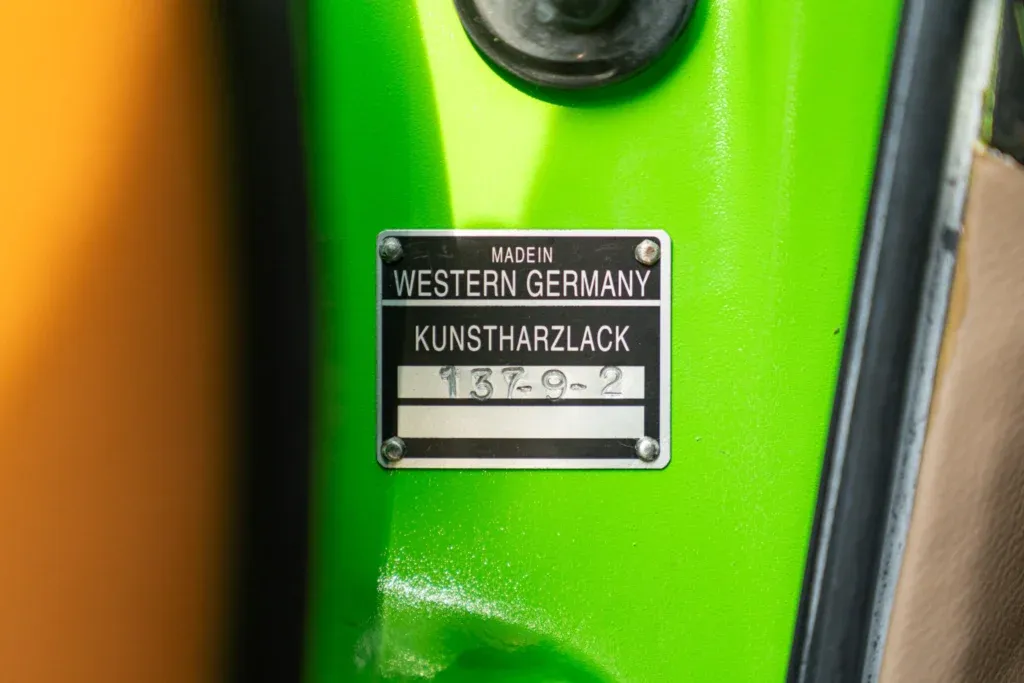 MADEIN
WESTERN GERMANY
KUNSTHARZLACK
137-9-2